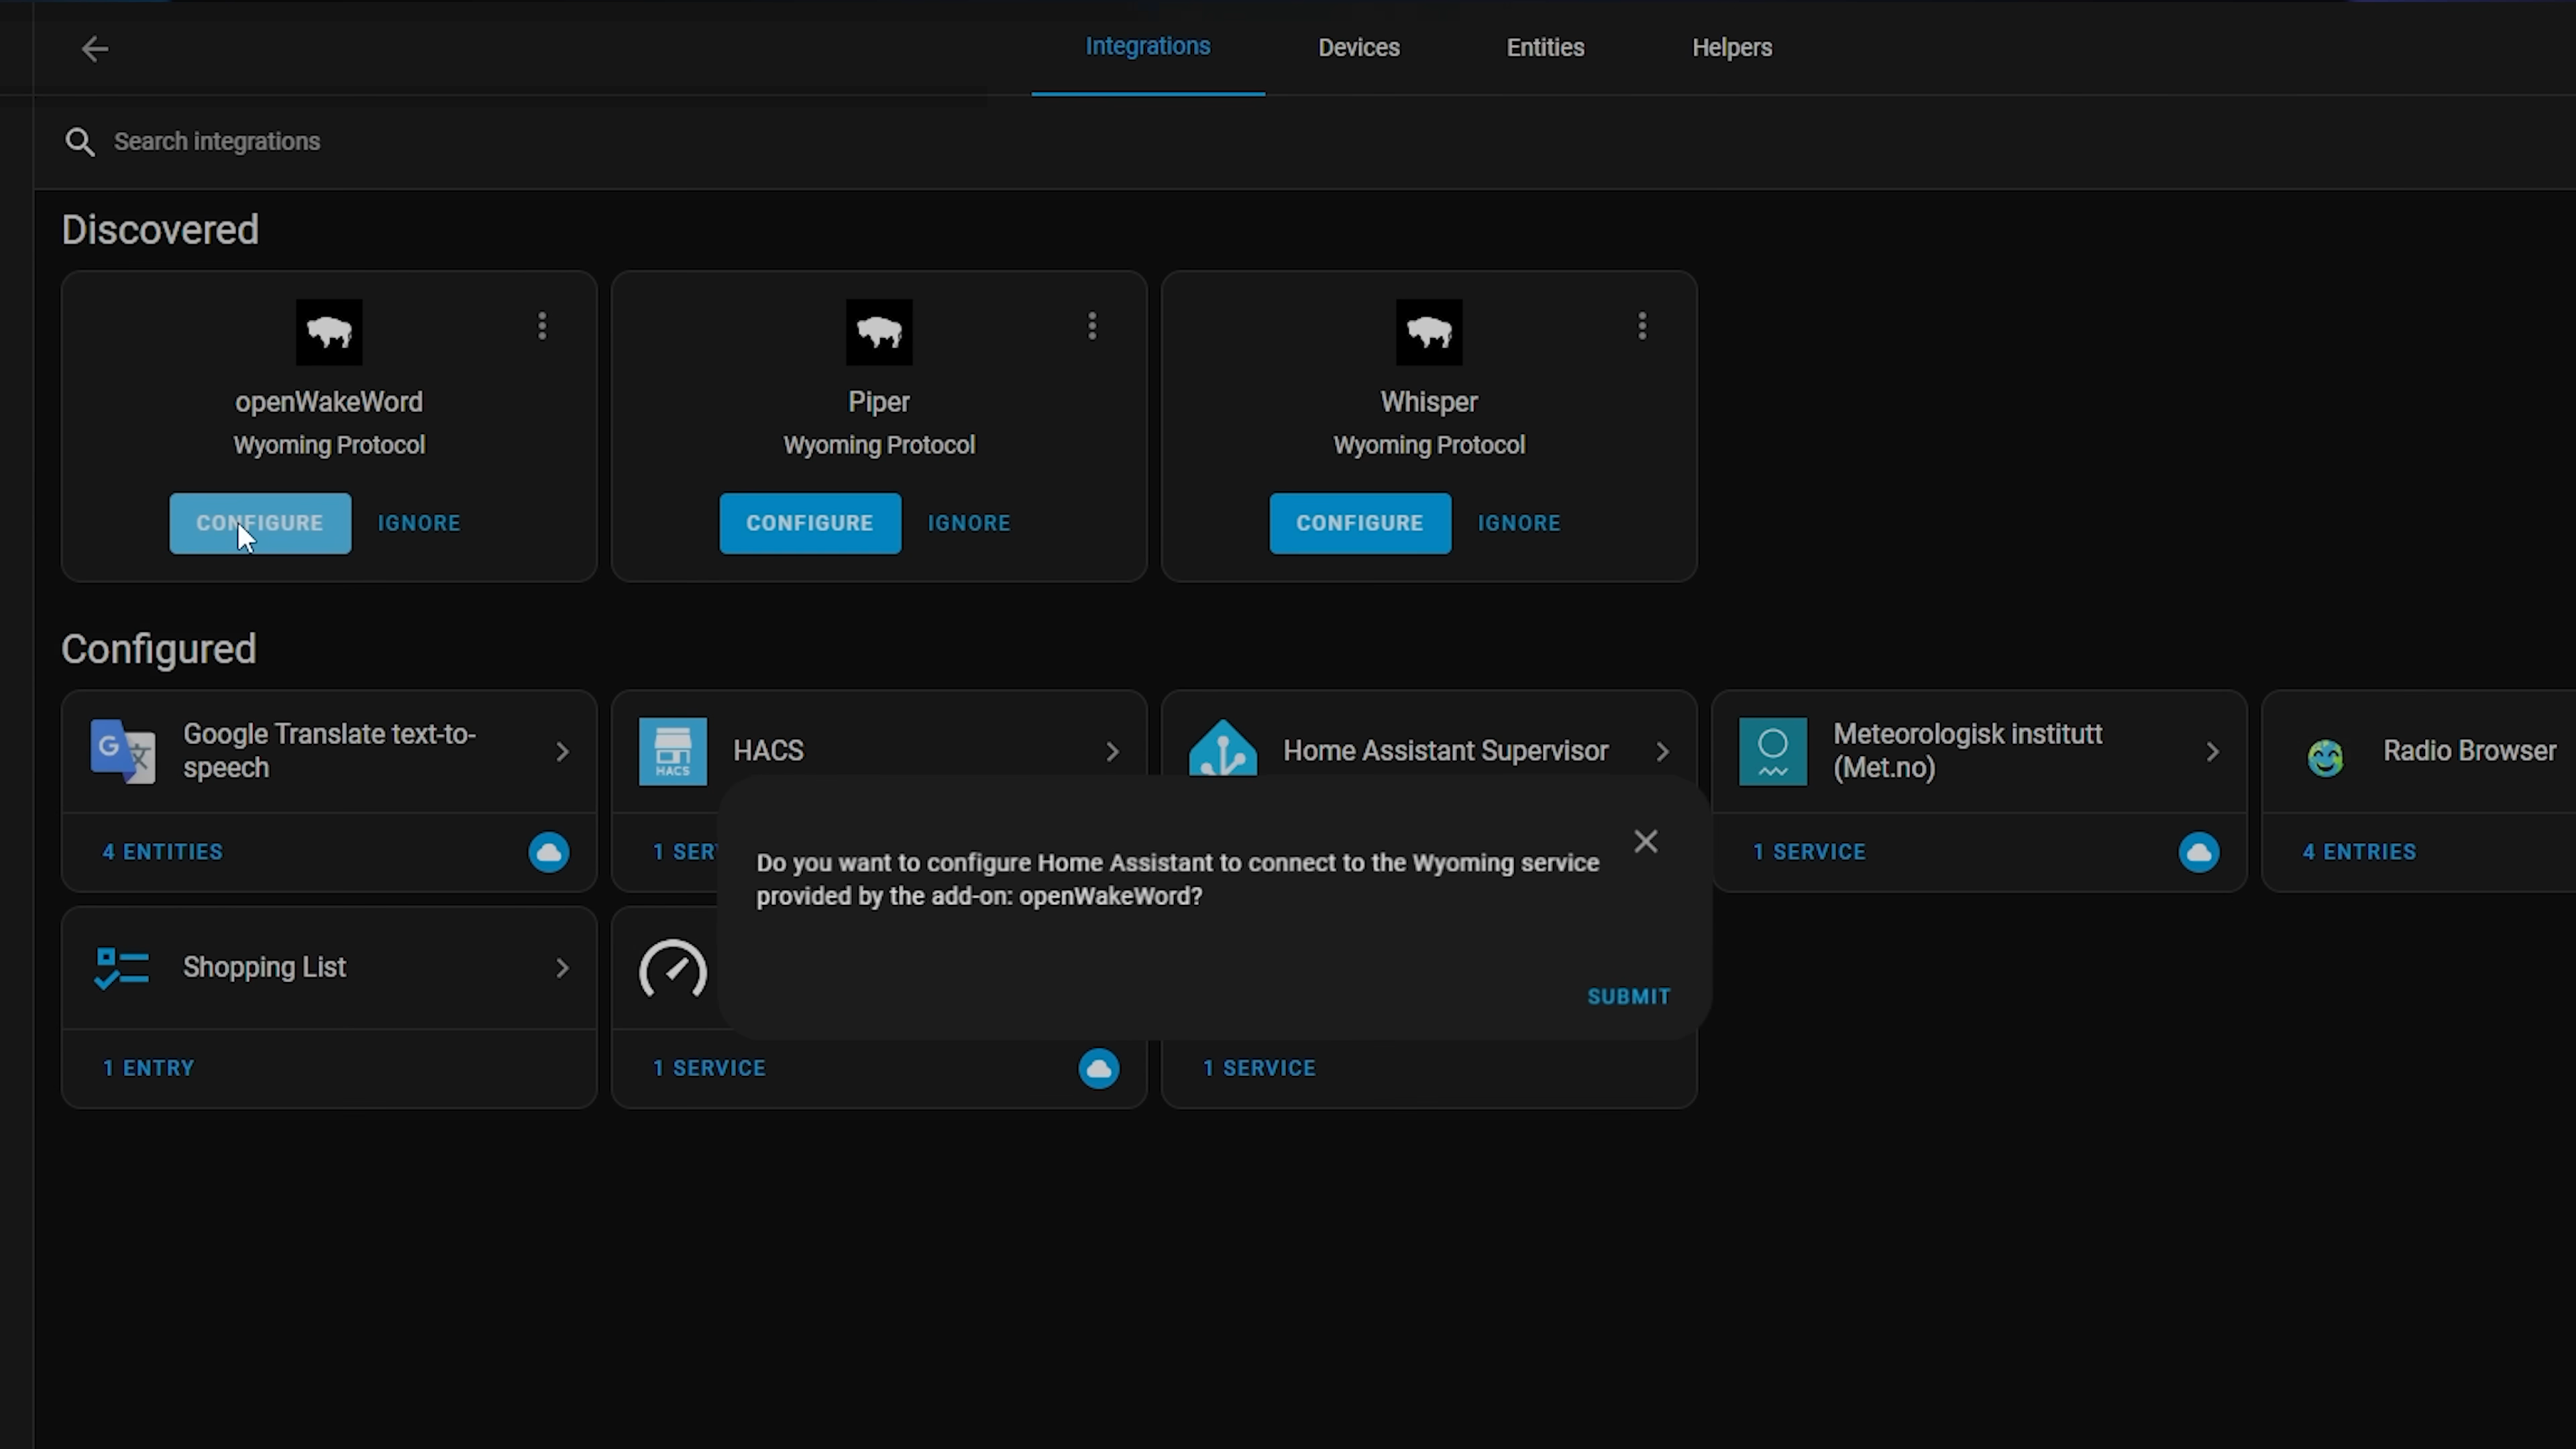 Integrations
Devices
Entities
Helpers
Search integrations
Discovered
openWakeWord
Wyoming Protocol
CONFIGURE
IGNORE
Piper
Wyoming Protocol
CONFIGURE
IGNORE
Whisper
Wyoming Protocol
CONFIGURE
IGNORE
Configured
G
Google Translate text-to-
speech
4 ENTITIES
HACS
HACS
1 SER
Home Assistant Supervisor
Meteorologisk institutt
(Met.no)
1 SERVICE
Radio Browser
4 ENTRIES
Do you want to configure Home Assistant to connect to the Wyoming service
provided by the add-on: openWakeWord?
SUBMIT
Shopping List
1 ENTRY
1 SERVICE
1 SERVICE